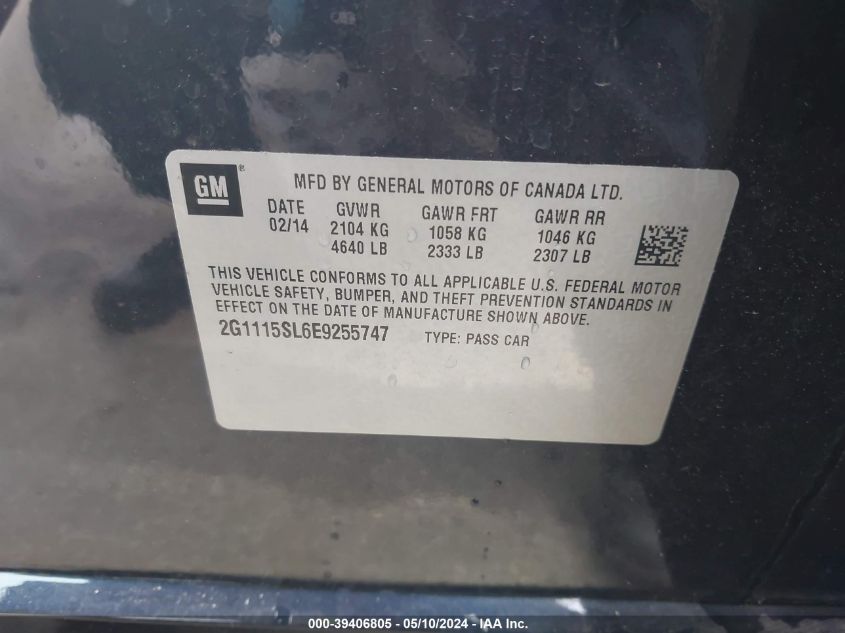 GM®
MFD BY GENERAL MOTORS OF CANADA LTD.
DATE GVWR GAWR FRT GAWR RR
02/14 2104 KG 1058 KG 1046 KG
4640 LB 2333 LB 2307 LB
THIS VEHICLE CONFORMS TO ALL APPLICABLE U.S. FEDERAL MOTOR
VEHICLE SAFETY, BUMPER, AND THEFT PREVENTION STANDARDS IN
EFFECT ON THE DATE OF MANUFACTURE SHOWN ABOVE.
2G1115SL6E9255747 TYPE: PASS CAR
000-39406805 — 05/10/2024 — IAA Inc.